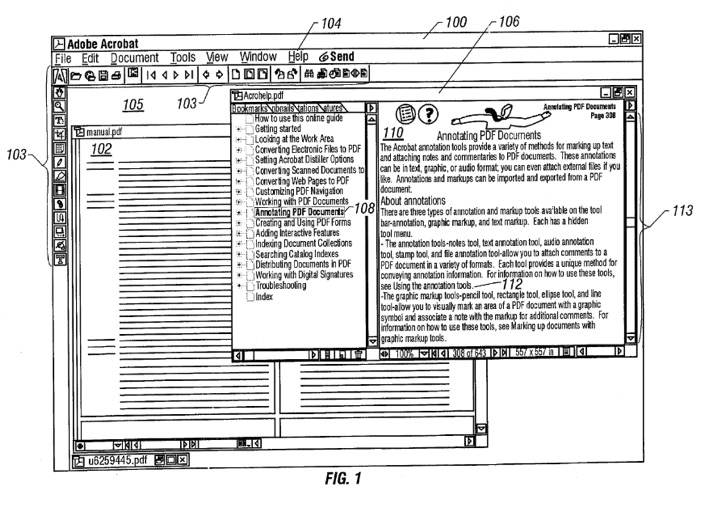 104
100
106
Adobe Acrobat
File Edit Document Tools View Window Help Send
105
103
Acrohelp.pdf
manual.pdf
102
103
Bookmarks
How to use this online guide
Getting started
Looking at the Work Area
Converting Electronic Files to PDF
Setting Acrobat Distiller Options
Converting Scanned Documents to
Converting Web Pages to PDF
Customizing PDF Navigation
Working with PDF Documents
Annotating PDF Documents
108
Creating and Using PDF Forms
Adding Interactive Features
Indexing Document Collections
Searching Catalog Indexes
Distributing Documents in PDF
Working with Digital Signatures
Troubleshooting
Index
Annotating PDF Documents
Page 308
110
Annotating PDF Documents
The Acrobat annotation tools provide a variety of methods for marking up text
and attaching notes and commentaries to PDF documents. These annotations
can be in text, graphic, or audio format; you can even attach external files if you
like. Annotations and markups can be imported and exported from a PDF
document.
About annotations
There are three types of annotation and markup tools available on the tool
bar-annotation, graphic markup, and text markup. Each has a hidden
tool menu.
- The annotation tools-notes tool, text annotation tool, audio annotation
tool, stamp tool, and file annotation tool-allow you to attach comments to a
PDF document in a variety of formats. Each tool provides a unique method for
conveying annotation information. For information on how to use these tools,
see Using the annotation tools.
112
-The graphic markup tools-pencil tool, rectangle tool, elipse tool, and line
tool-allow you to visually mark an area of a PDF document with a graphic
symbol and associate a note with the markup for additional comments. For
information on how to use these tools, see Marking up documents with
graphic markup tools.
113
100% 308 of 643 557 x 557 in
u6259445.pdf
FIG. 1